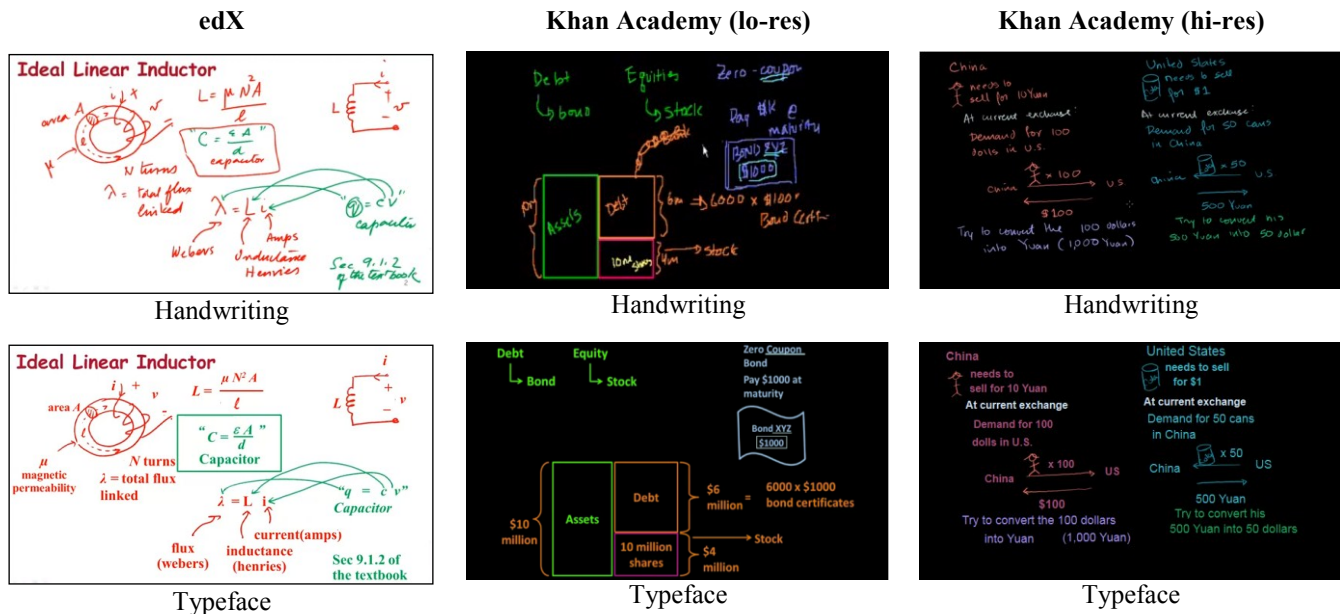 edX
Khan Academy (lo-res)
Khan Academy (hi-res)
Ideal Linear Inductor
area A
i +
v
-
l
μ
L = μN²A / l
"C = εA / d"
capacitor
i
+
v
-
L
N turns
λ = total flux
linked
λ = L i
"q = c v"
capacitor
Webers
Amps
Inductance
Henries
Sec 9.1.2
of the textbook
2
Handwriting
Debt
bond
Equities
stock
Zero-coupon
Pay $1K @
maturity
BOND XYZ
$1000
Assets
Debt
6m
6000 x $1000
Bond Cert
10m
shares
4m
Stock
Handwriting
China
needs to
sell for 10 Yuan
At current exchange:
Demand for 100
dolls in U.S.
x 100
China
U.S
$100
Try to convert the 100 dollars
into Yuan (1,000 Yuan)
United States
needs to sell
for $1
At current exchange:
Demand for 50 cans
in China
x 50
China
U.S
500 Yuan
Try to convert his
500 Yuan into 50 dollar
Handwriting
Ideal Linear Inductor
area A
i +
v
-
l
μ
magnetic
permeability
L = μ N² A / l
"C = ε A / d"
Capacitor
i
+
v
-
L
N turns
λ = total flux
linked
λ = L i
"q = c v"
Capacitor
flux
(webers)
current(amps)
inductance
(henries)
Sec 9.1.2 of
the textbook
Typeface
Debt
Bond
Equity
Stock
Zero Coupon
Bond
Pay $1000 at
maturity
Bond XYZ
$1000
$10
million
Assets
Debt
$6
million
=
6000 x $1000
bond certificates
10 million
shares
$4
million
Stock
Typeface
China
needs to
sell for 10 Yuan
At current exchange
Demand for 100
dolls in U.S.
x 100
China
US
$100
Try to convert the 100 dollars
into Yuan (1,000 Yuan)
United States
needs to sell
for $1
At current exchange
Demand for 50 cans
in China
x 50
China
US
500 Yuan
Try to convert his
500 Yuan into 50 dollars
Typeface